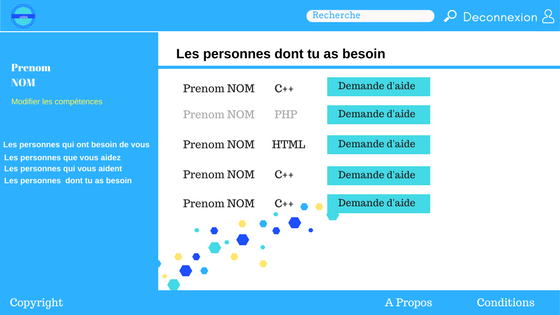 Recherche
Deconnexion
Prenom
NOM
Modifier les compétences
Les personnes qui ont besoin de vous
Les personnes que vous aidez
Les personnes qui vous aident
Les personnes dont tu as besoin
Les personnes dont tu as besoin
Prenom NOM C++ Demande d'aide
Prenom NOM PHP Demande d'aide
Prenom NOM HTML Demande d'aide
Prenom NOM C++ Demande d'aide
Prenom NOM C++ Demande d'aide
Copyright A Propos Conditions